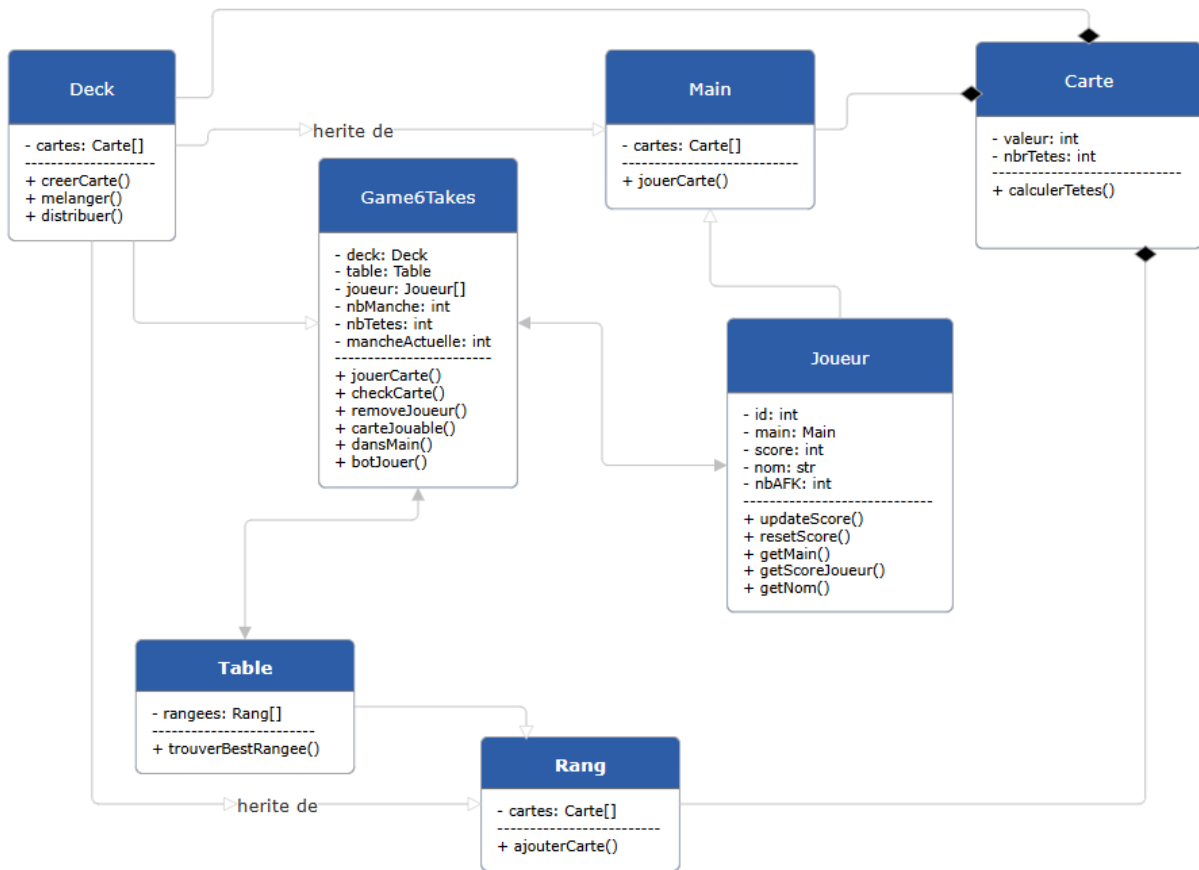 Deck
- cartes: Carte[]
---------------------
+ creerCarte()
+ melanger()
+ distribuer()
herite de
Main
- cartes: Carte[]
----------------------------
+ jouerCarte()
Carte
- valeur: int
- nbrTetes: int
------------------------------
+ calculerTetes()
Game6Takes
- deck: Deck
- table: Table
- joueur: Joueur[]
- nbManche: int
- nbTetes: int
- mancheActuelle: int
-------------------------
+ jouerCarte()
+ checkCarte()
+ removeJoueur()
+ carteJouable()
+ dansMain()
+ botJouer()
Joueur
- id: int
- main: Main
- score: int
- nom: str
- nbAFK: int
------------------------------
+ updateScore()
+ resetScore()
+ getMain()
+ getScoreJoueur()
+ getNom()
Table
- rangees: Rang[]
--------------------------
+ trouverBestRangee()
herite de
Rang
- cartes: Carte[]
--------------------------
+ ajouterCarte()